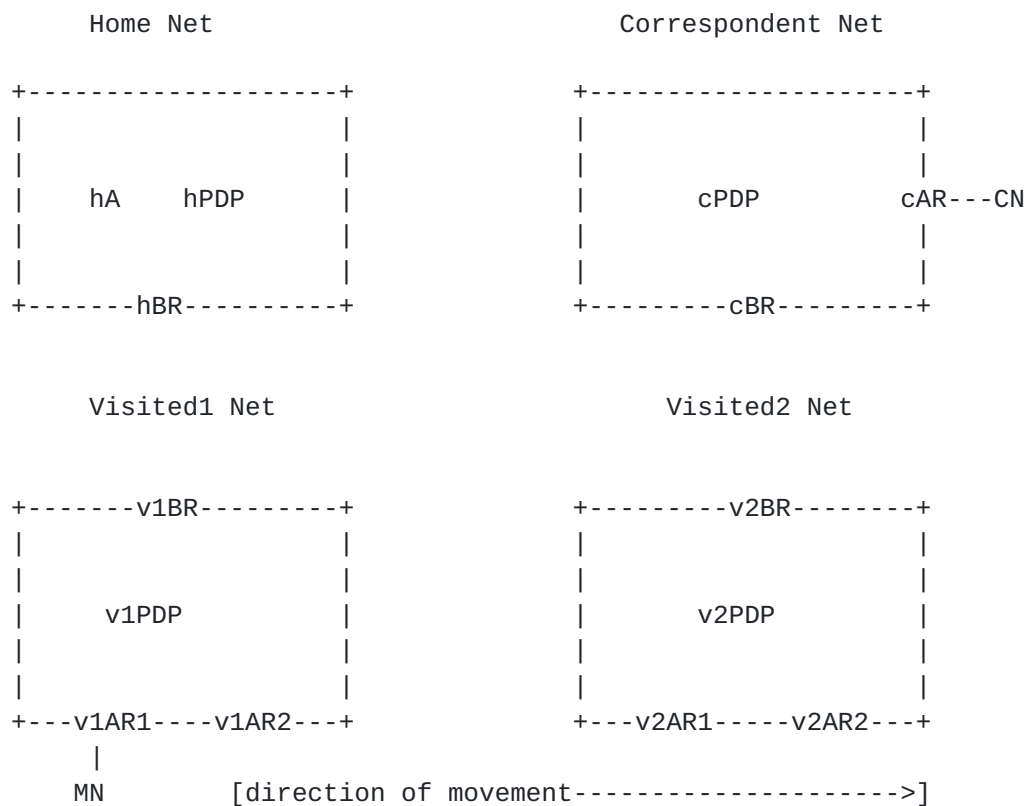 Home Net Correspondent Net
+--------------------+ +---------------------+
| | | |
| | | |
| hA hPDP | | cPDP cAR---CN
| | | |
| | | |
+-------hBR----------+ +---------cBR---------+
Visited1 Net Visited2 Net
+-------v1BR---------+ +---------v2BR--------+
| | | |
| | | |
| v1PDP | | v2PDP |
| | | |
| | | |
+---v1AR1----v1AR2---+ +---v2AR1-----v2AR2---+
|
MN [direction of movement--------------------->]